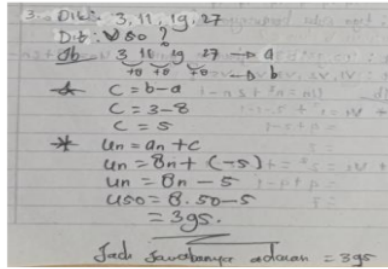 3. Dik: 3, 11, 19, 27
Dit: U50 ?
Jb 3 11 19 27 → a
+8 +8 +8 → b
* C = b-a
C = 3-8
C = 5
* Un = an + c
Un = 8n + (-5)
Un = 8n - 5
U50 = 8.50-5
= 395.
Jadi Jawabannya adalah = 395